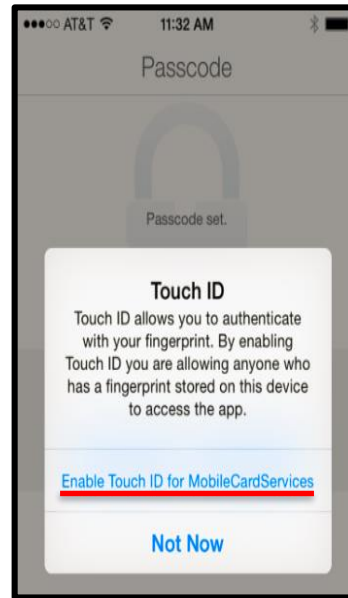 AT&T 11:32 AM
Passcode
Passcode set.
Touch ID
Touch ID allows you to authenticate
with your fingerprint. By enabling
Touch ID you are allowing anyone who
has a fingerprint stored on this device
to access the app.
Enable Touch ID for MobileCardServices
Not Now